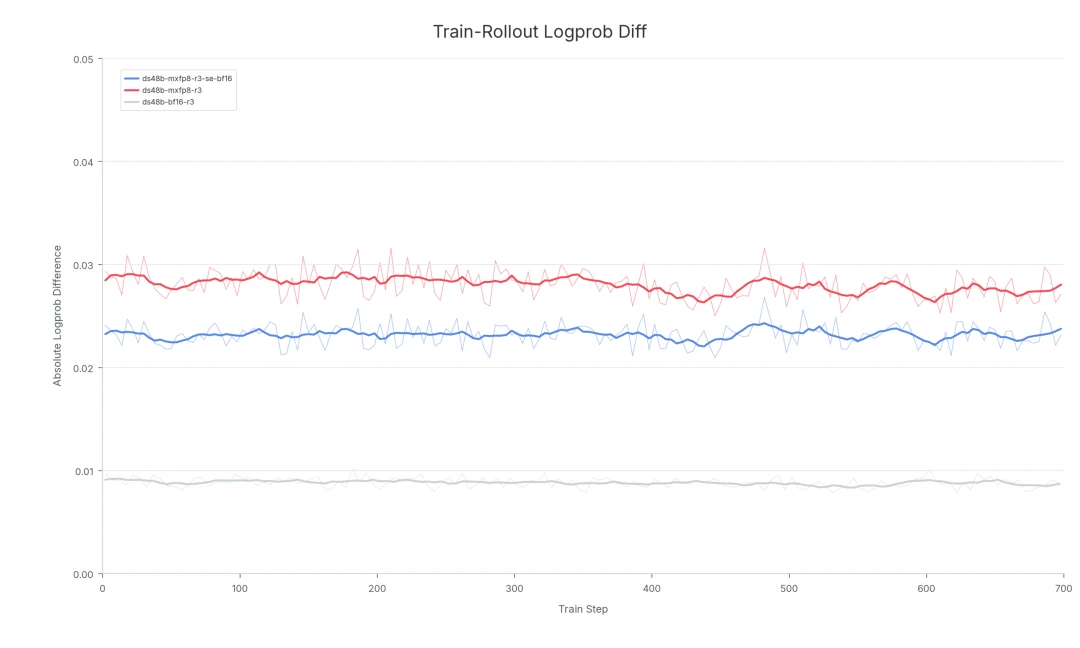 Train-Rollout Logprob Diff
0.05
ds48b-mxfp8-r3-se-bf16
ds48b-mxfp8-r3
ds48b-bf16-r3
0.04
0.03
Absolute Logprob Difference
0.02
0.01
0.00
0 100 200 300 400 500 600 700
Train Step